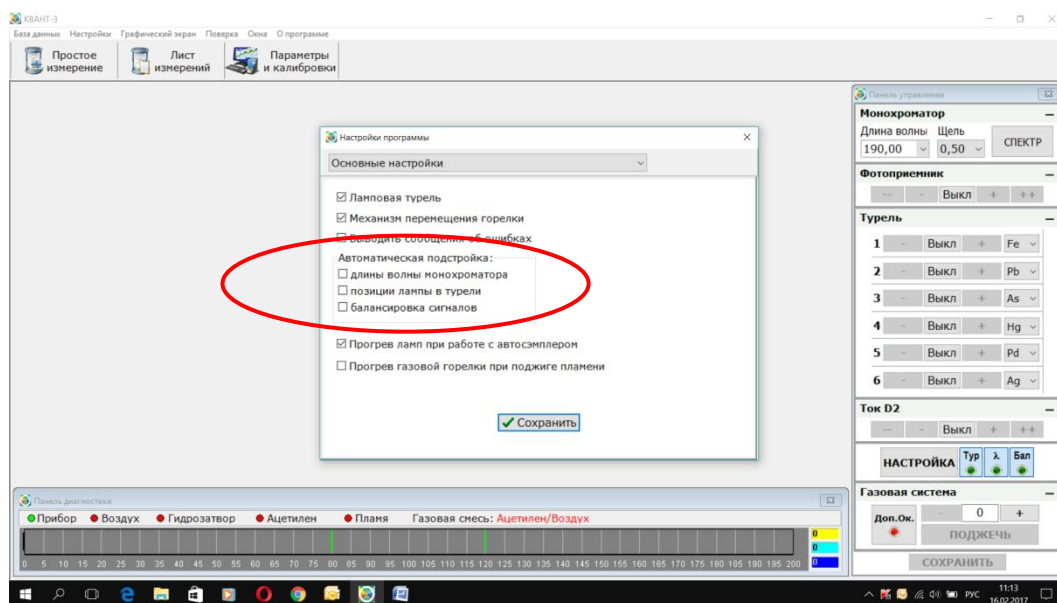 КВАНТ-3
База данных Настройки Графический экран Поверка Окна О программе
Простое измерение
Лист измерений
Параметры и калибровки
Настройки программы
Основные настройки
Ламповая турель
Механизм перемещения горелки
Выводить сообщения об ошибках
Автоматическая подстройка:
длины волны монохроматора
позиции лампы в турели
балансировка сигналов
Прогрев ламп при работе с автосэмплером
Прогрев газовой горелки при поджиге пламени
Сохранить
Панель управления
Монохроматор
Длина волны Щель
190,00 0,50 СПЕКТР
Фотоприемник
-- - Выкл + ++
Турель
1 - Выкл + Fe
2 - Выкл + Pb
3 - Выкл + As
4 - Выкл + Hg
5 - Выкл + Pd
6 - Выкл + Ag
Ток D2
-- - Выкл + ++
НАСТРОЙКА Тур λ Бал
Газовая система
Доп.Ок. - 0 +
ПОДЖЕЧЬ
СОХРАНИТЬ
Панель диагностики
Прибор Воздух Гидрозатвор Ацетилен Пламя Газовая смесь: Ацетилен/Воздух
0
0
0
0 5 10 15 20 25 30 35 40 45 50 55 60 65 70 75 80 85 90 95 100 105 110 115 120 125 130 135 140 145 150 155 160 165 170 175 180 185 190 195 200
РУС
11:13
16.02.2017